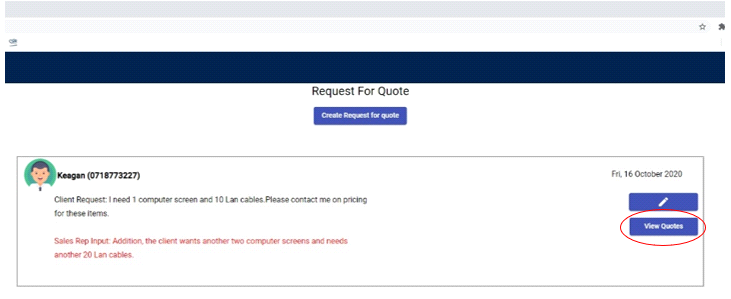 Request For Quote
Create Request for quote
Keagan (0718773227)
Fri, 16 October 2020
Client Request: I need 1 computer screen and 10 Lan cables.Please contact me on pricing
for these items.
View Quotes
Sales Rep Input: Addition, the client wants another two computer screens and needs
another 20 Lan cables.